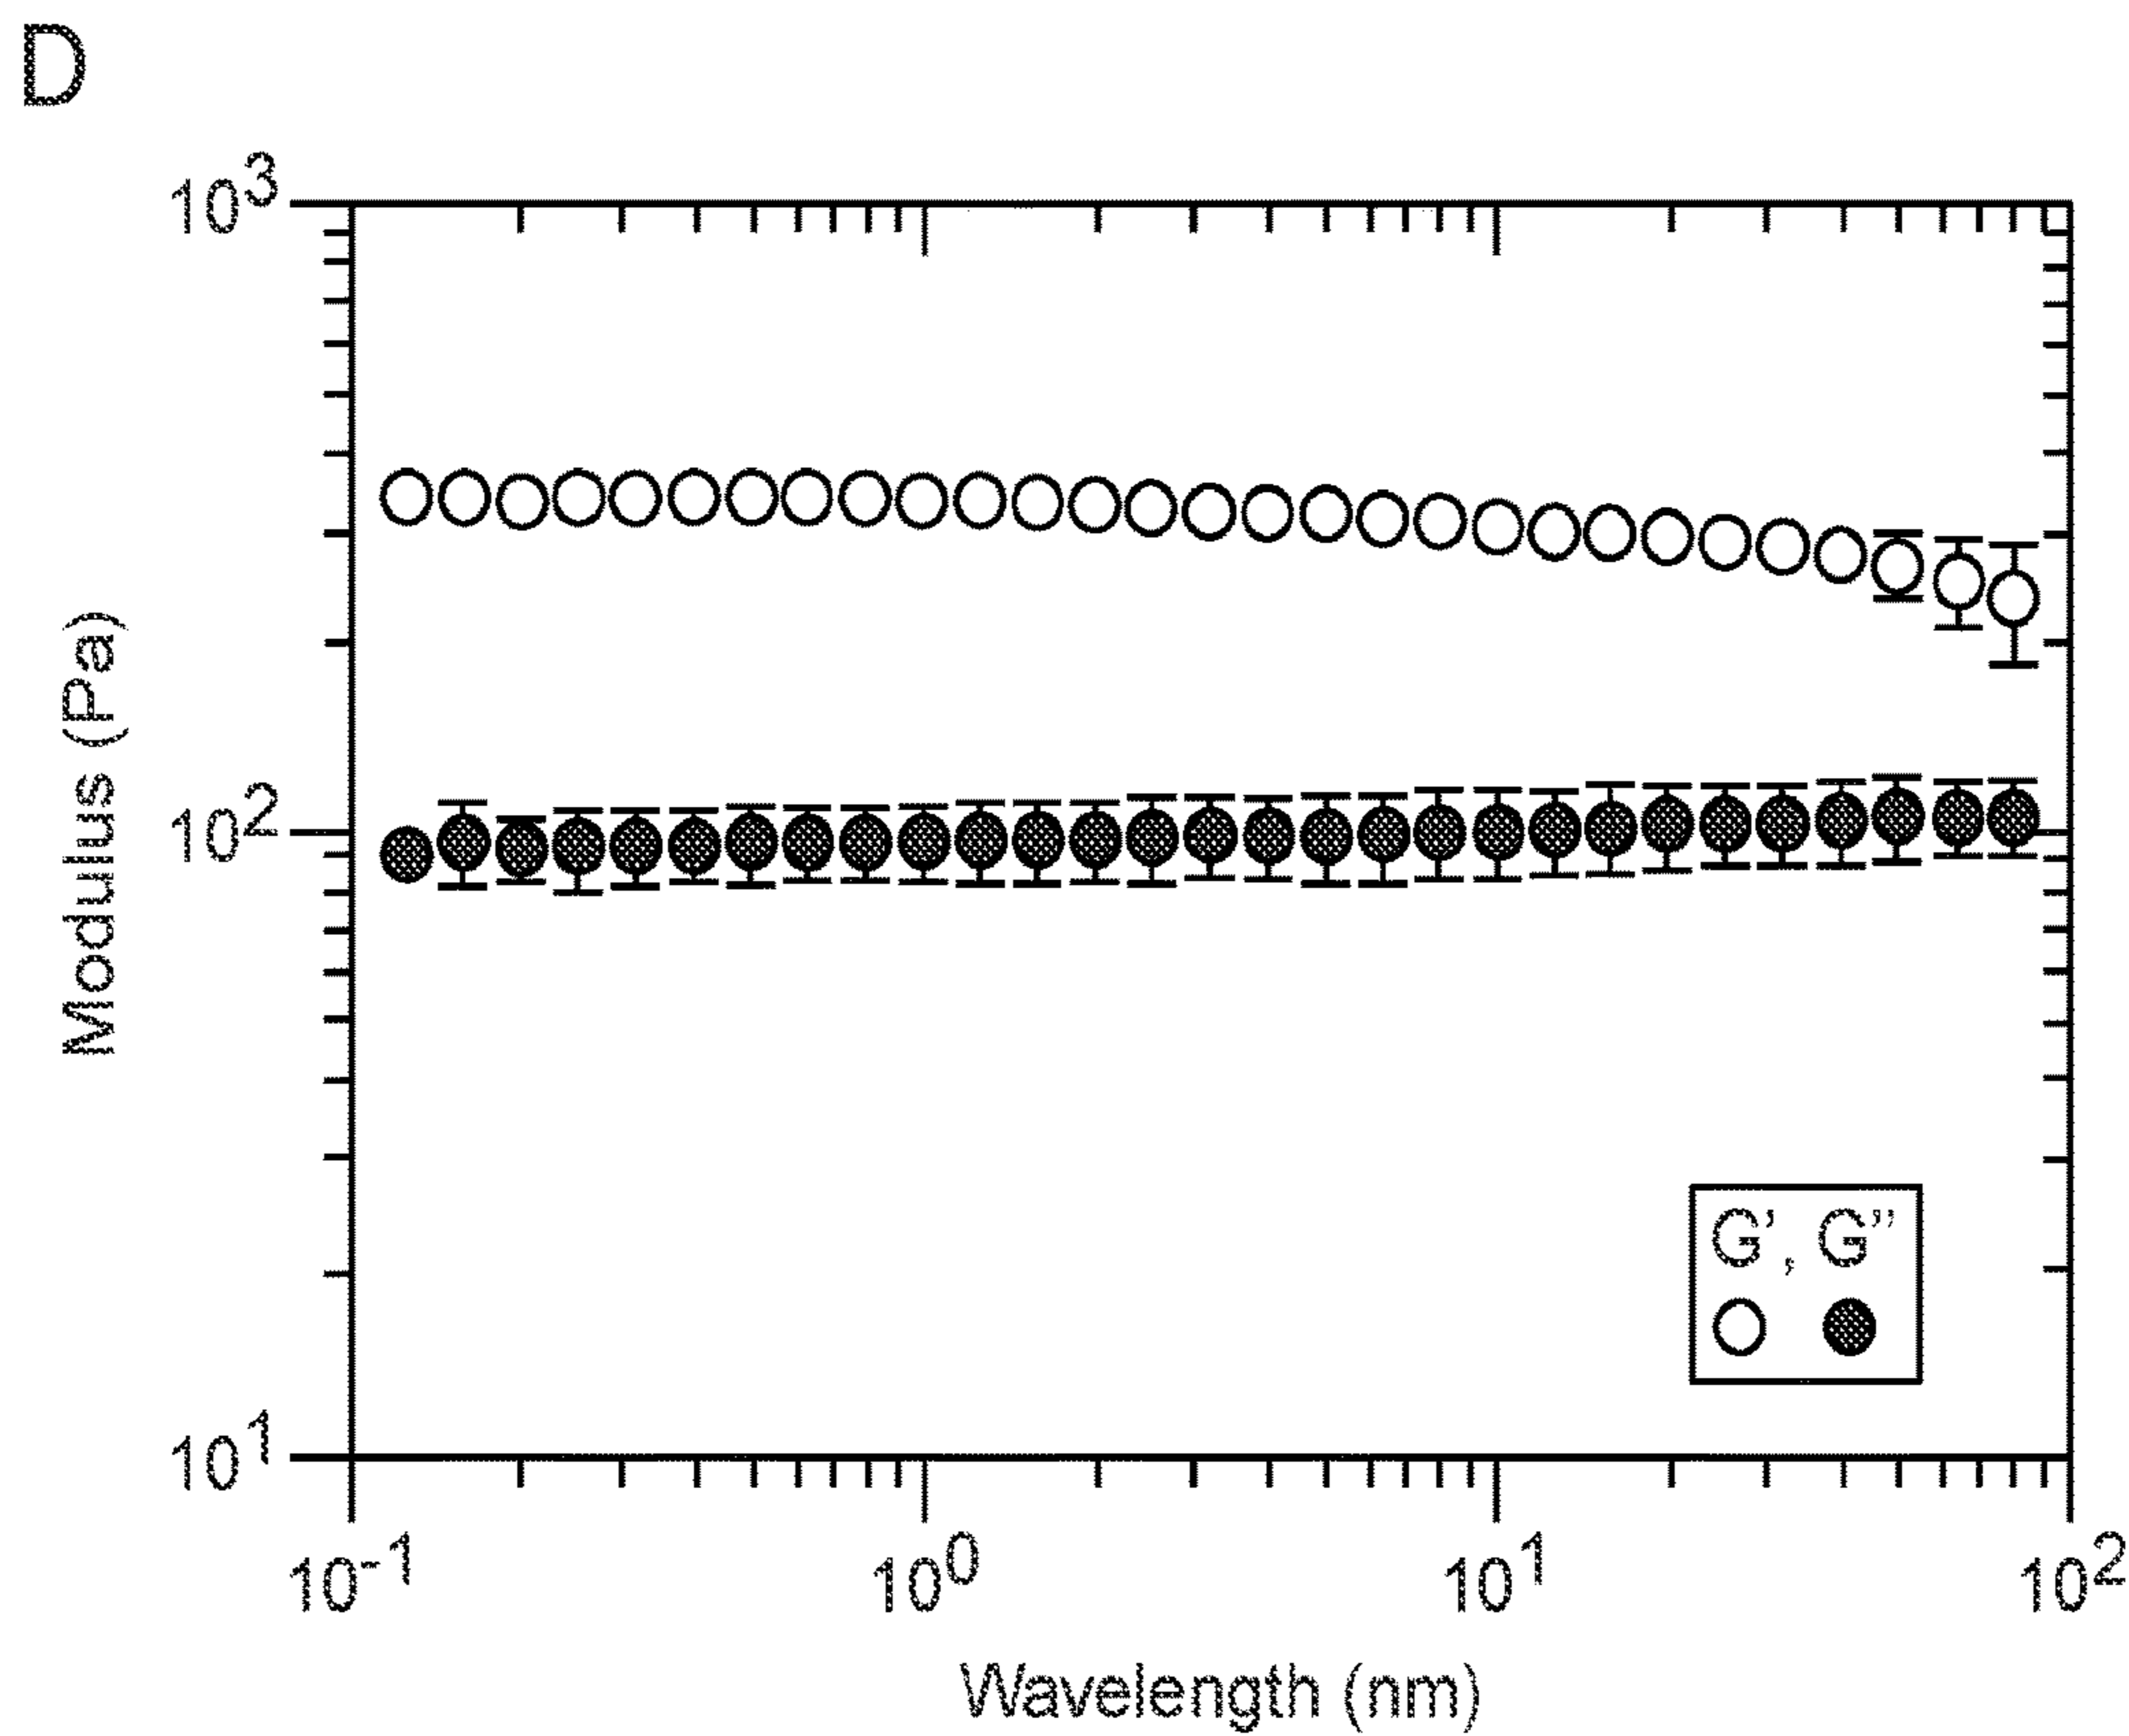 D
10³
10²
10¹
Modulus (Pa)
G', G"
10⁻¹ 10⁰ 10¹ 10²
Wavelength (nm)